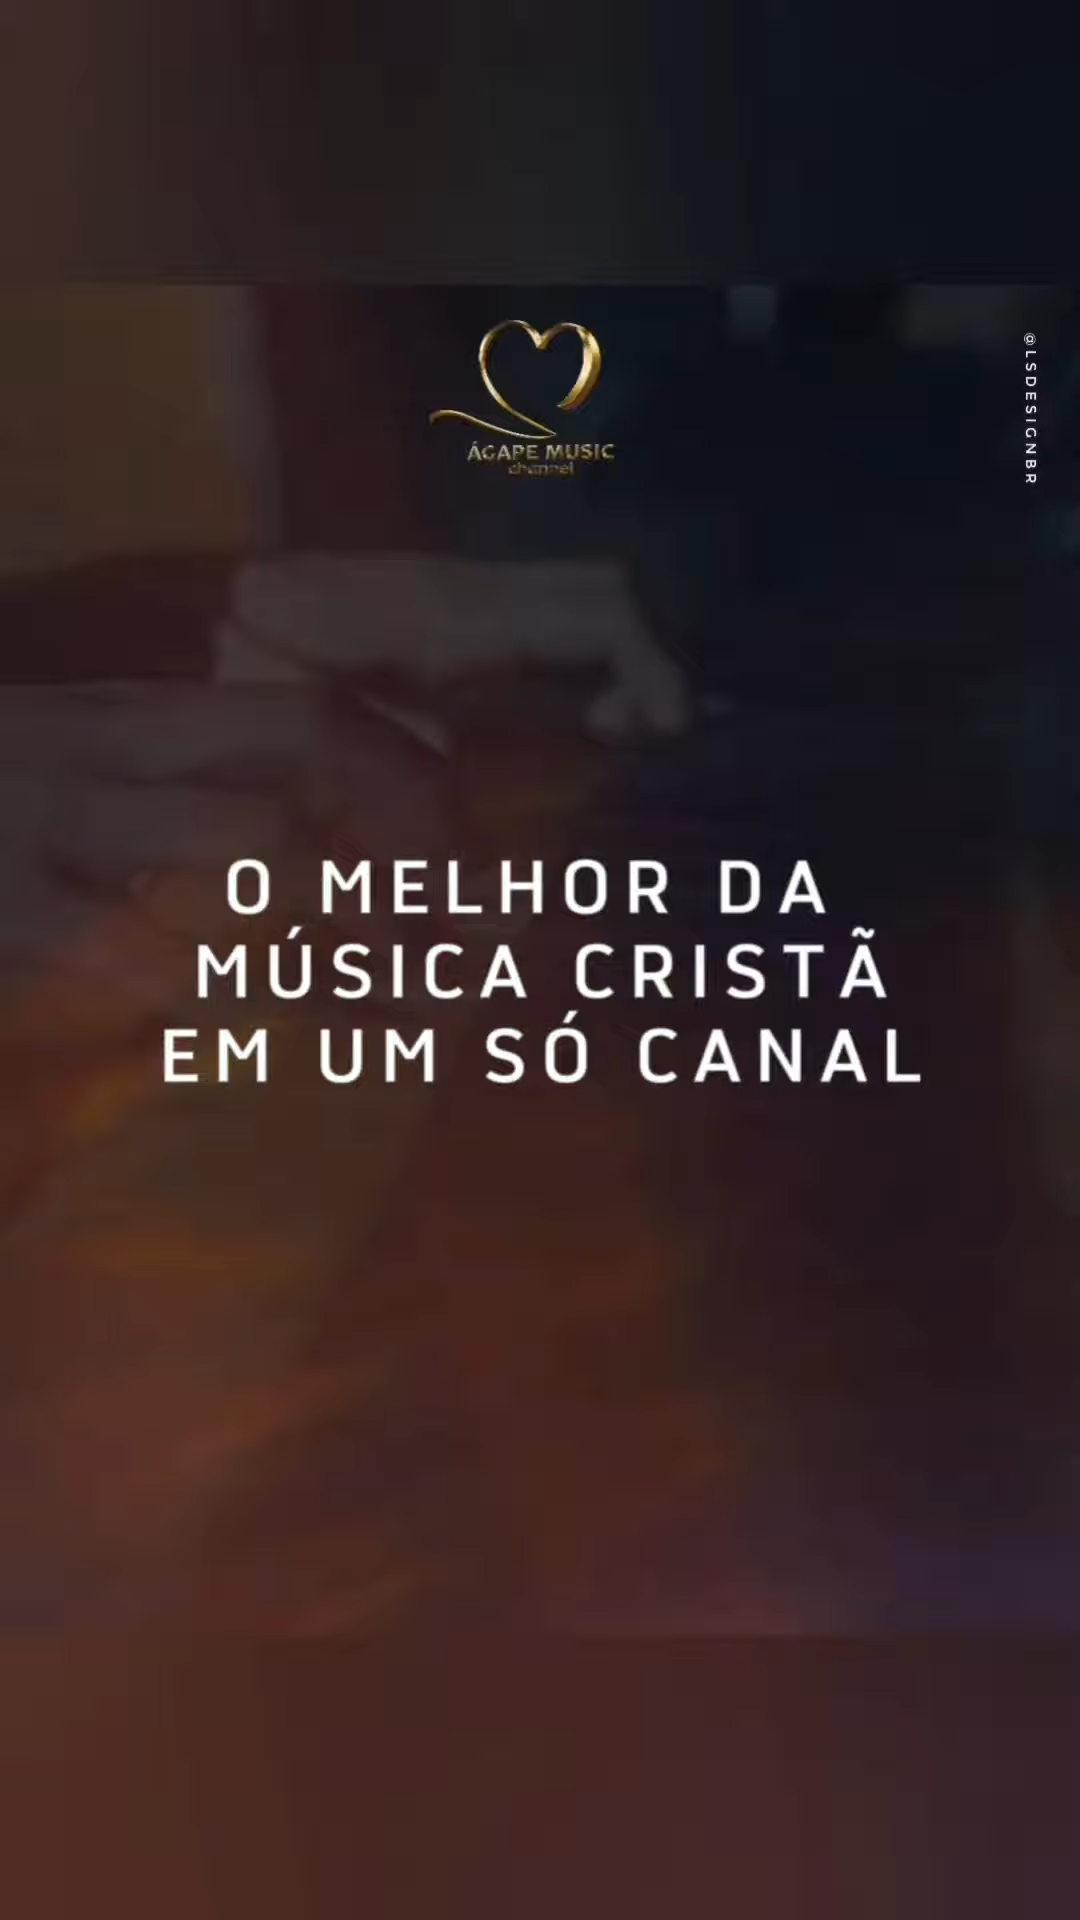 ÁGAPE MUSIC
channel
@LSDESIGNBR
O MELHOR DA
MÚSICA CRISTÃ
EM UM SÓ CANAL